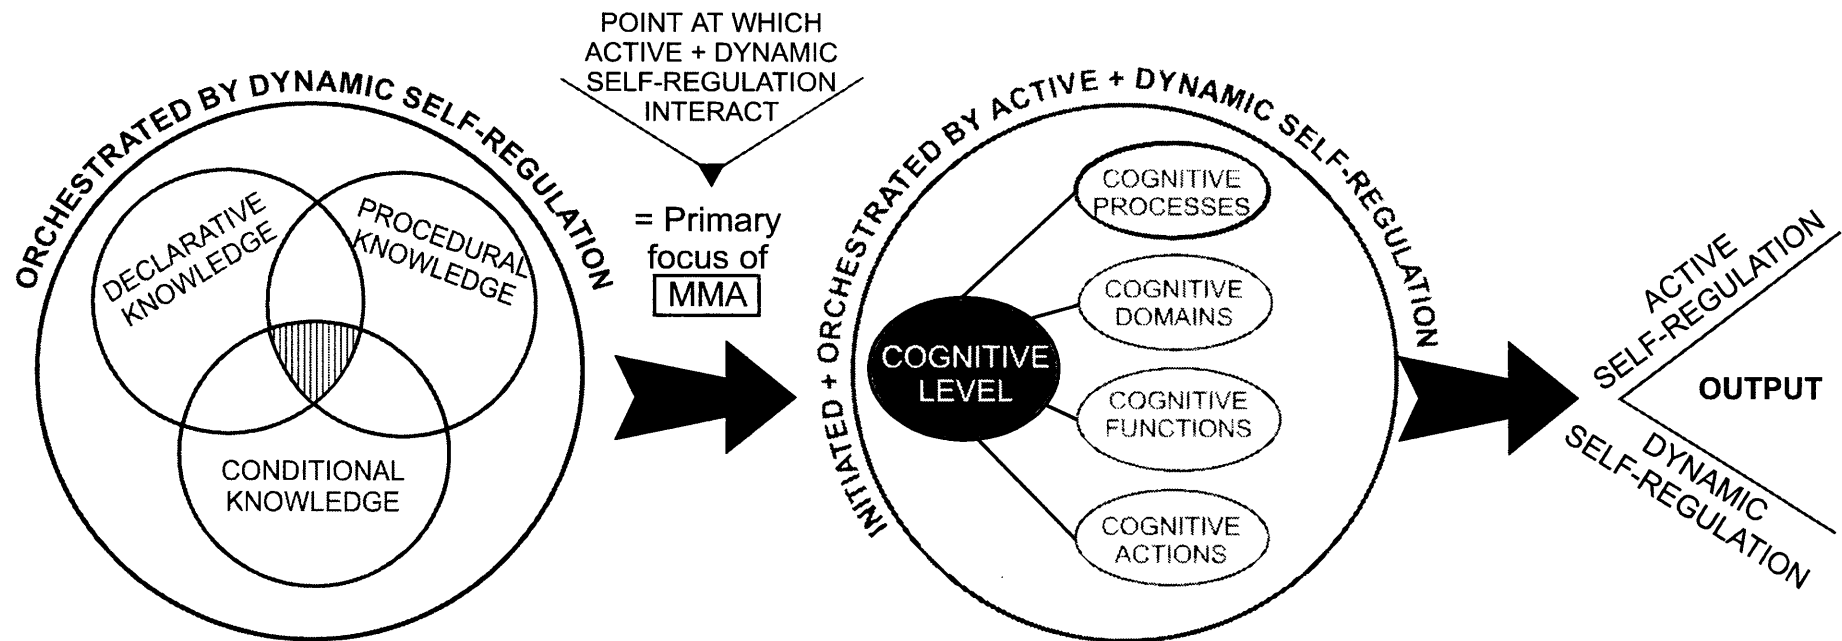 ORCHESTRATED BY DYNAMIC SELF-REGULATION
DECLARATIVE
KNOWLEDGE
PROCEDURAL
KNOWLEDGE
CONDITIONAL
KNOWLEDGE
POINT AT WHICH
ACTIVE + DYNAMIC
SELF-REGULATION
INTERACT
= Primary
focus of
MMA
INITIATED + ORCHESTRATED BY ACTIVE + DYNAMIC SELF-REGULATION
COGNITIVE
LEVEL
COGNITIVE
PROCESSES
COGNITIVE
DOMAINS
COGNITIVE
FUNCTIONS
COGNITIVE
ACTIONS
ACTIVE
SELF-REGULATION
OUTPUT
DYNAMIC
SELF-REGULATION